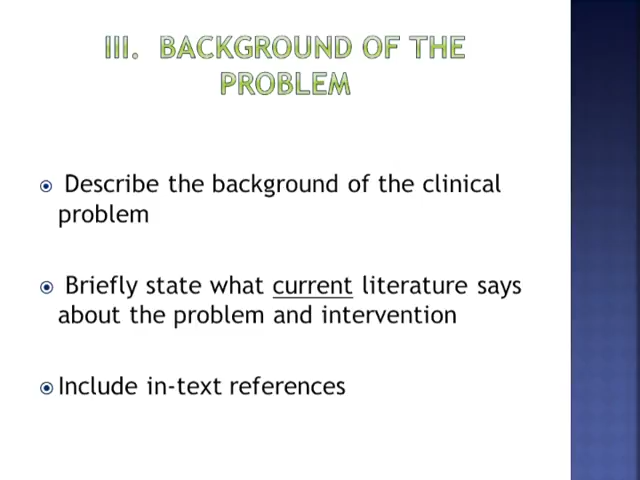 III. BACKGROUND OF THE
PROBLEM
Describe the background of the clinical
problem
Briefly state what current literature says
about the problem and intervention
Include in-text references